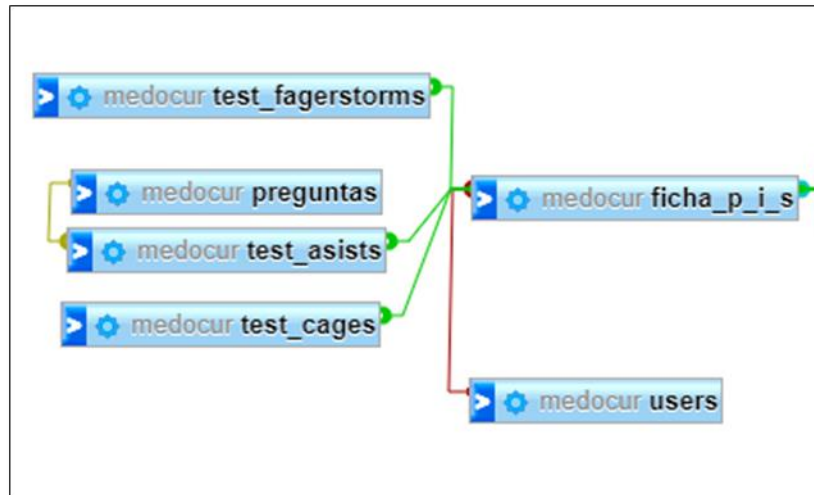 medocur test_fagerstorms
medocur preguntas
medocur test_asists
medocur test_cages
medocur ficha_p_i_s
medocur users